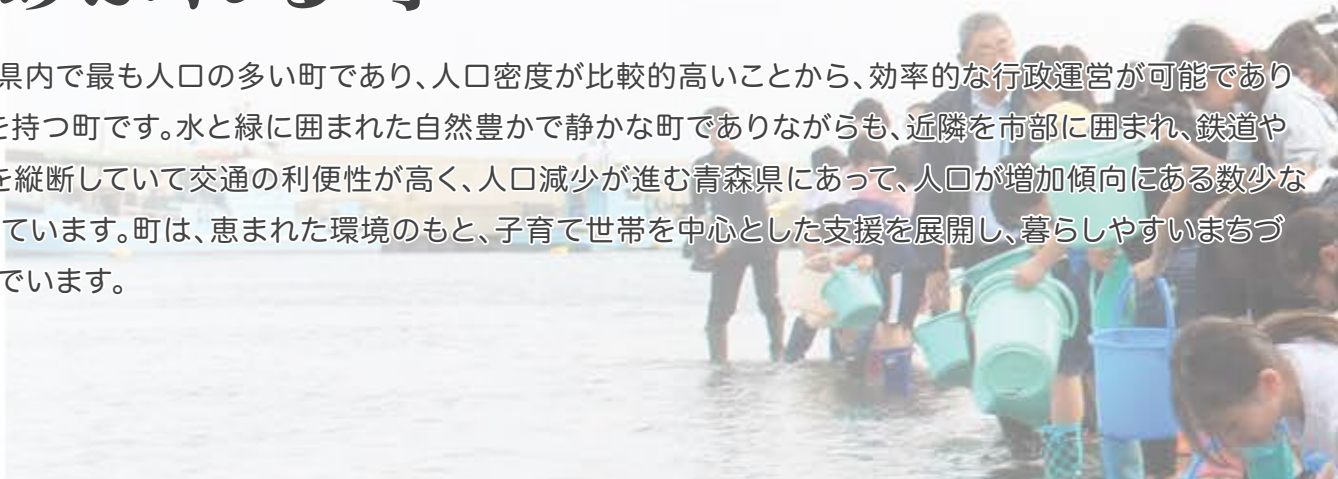 県内で最も人口の多い町であり、人口密度が比較的高いことから、効率的な行政運営が可能であり
を持つ町です。水と緑に囲まれた自然豊かで静かな町でありながらも、近隣を市部に囲まれ、鉄道や
を縦断していて交通の利便性が高く、人口減少が進む青森県にあって、人口が増加傾向にある数少な
ています。町は、恵まれた環境のもと、子育て世帯を中心とした支援を展開し、暮らしやすいまちづ
でいます。